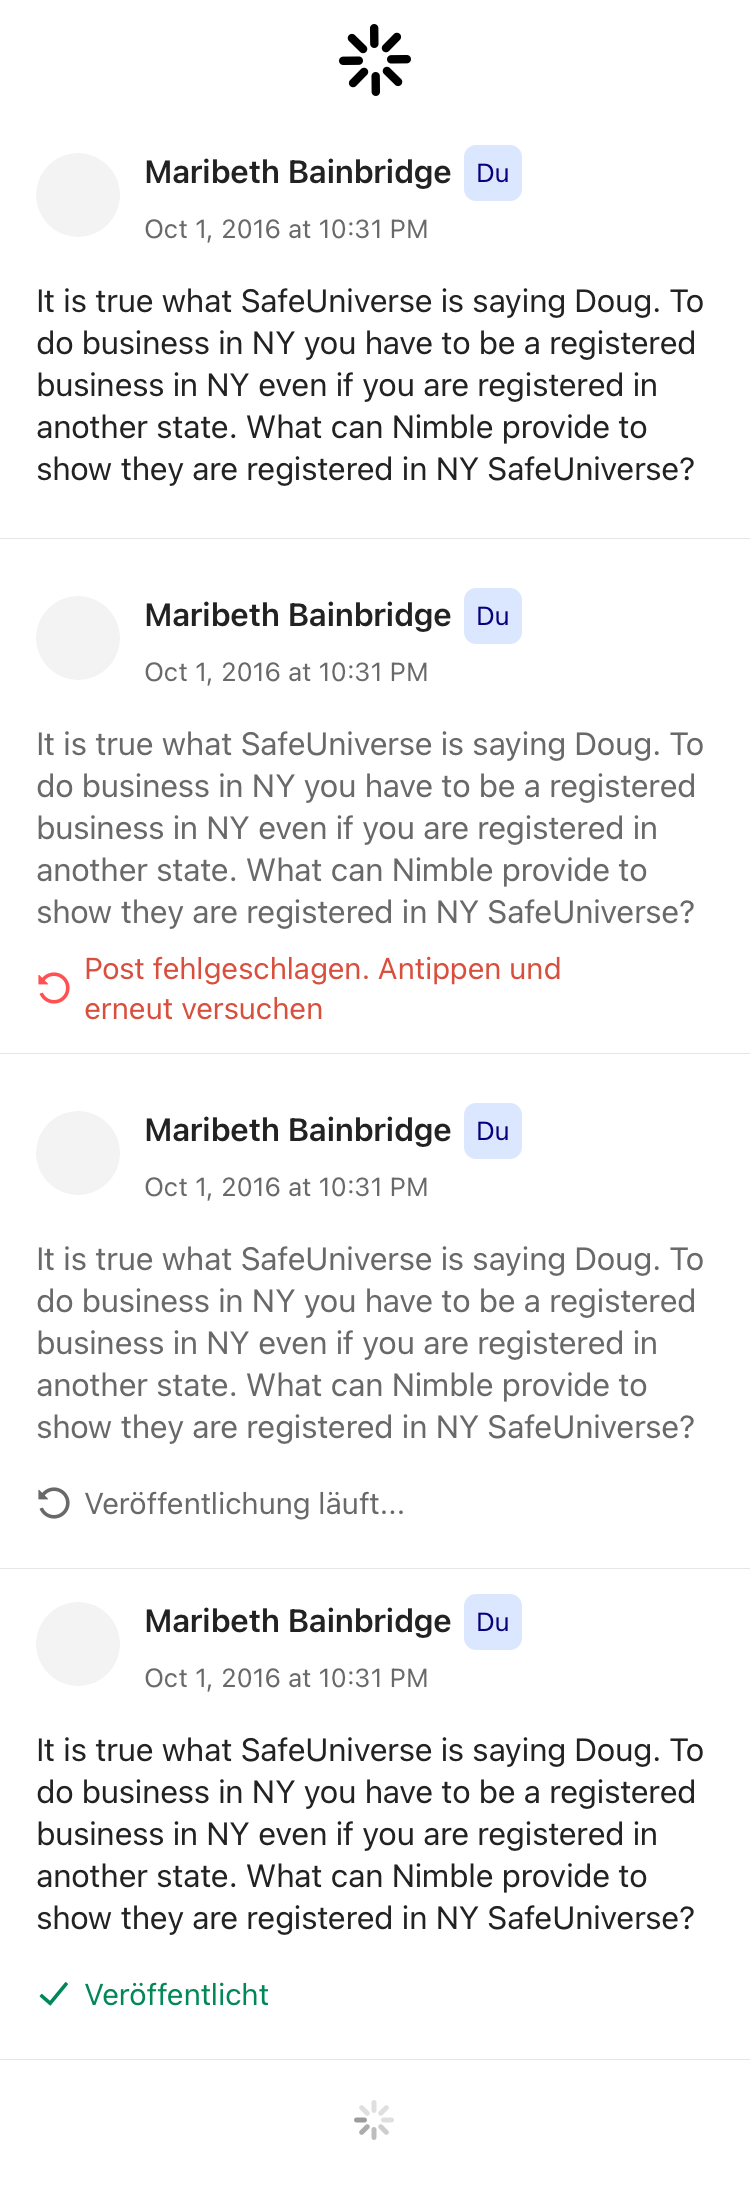 Maribeth Bainbridge Du
Oct 1, 2016 at 10:31 PM
It is true what SafeUniverse is saying Doug. To
do business in NY you have to be a registered
business in NY even if you are registered in
another state. What can Nimble provide to
show they are registered in NY SafeUniverse?
Maribeth Bainbridge Du
Oct 1, 2016 at 10:31 PM
It is true what SafeUniverse is saying Doug. To
do business in NY you have to be a registered
business in NY even if you are registered in
another state. What can Nimble provide to
show they are registered in NY SafeUniverse?
Post fehlgeschlagen. Antippen und
erneut versuchen
Maribeth Bainbridge Du
Oct 1, 2016 at 10:31 PM
It is true what SafeUniverse is saying Doug. To
do business in NY you have to be a registered
business in NY even if you are registered in
another state. What can Nimble provide to
show they are registered in NY SafeUniverse?
Veröffentlichung läuft...
Maribeth Bainbridge Du
Oct 1, 2016 at 10:31 PM
It is true what SafeUniverse is saying Doug. To
do business in NY you have to be a registered
business in NY even if you are registered in
another state. What can Nimble provide to
show they are registered in NY SafeUniverse?
Veröffentlicht